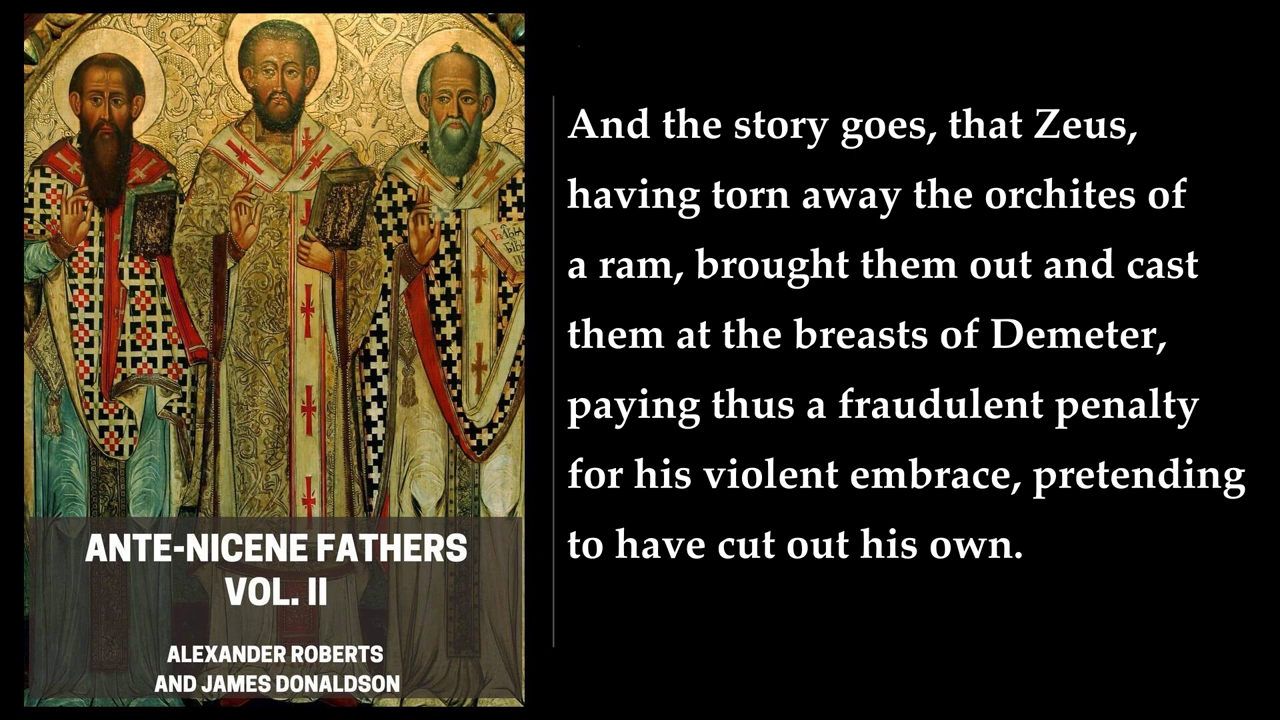 ANTE-NICENE FATHERS
VOL. II
ALEXANDER ROBERTS
AND JAMES DONALDSON
And the story goes, that Zeus,
having torn away the orchites of
a ram, brought them out and cast
them at the breasts of Demeter,
paying thus a fraudulent penalty
for his violent embrace, pretending
to have cut out his own.